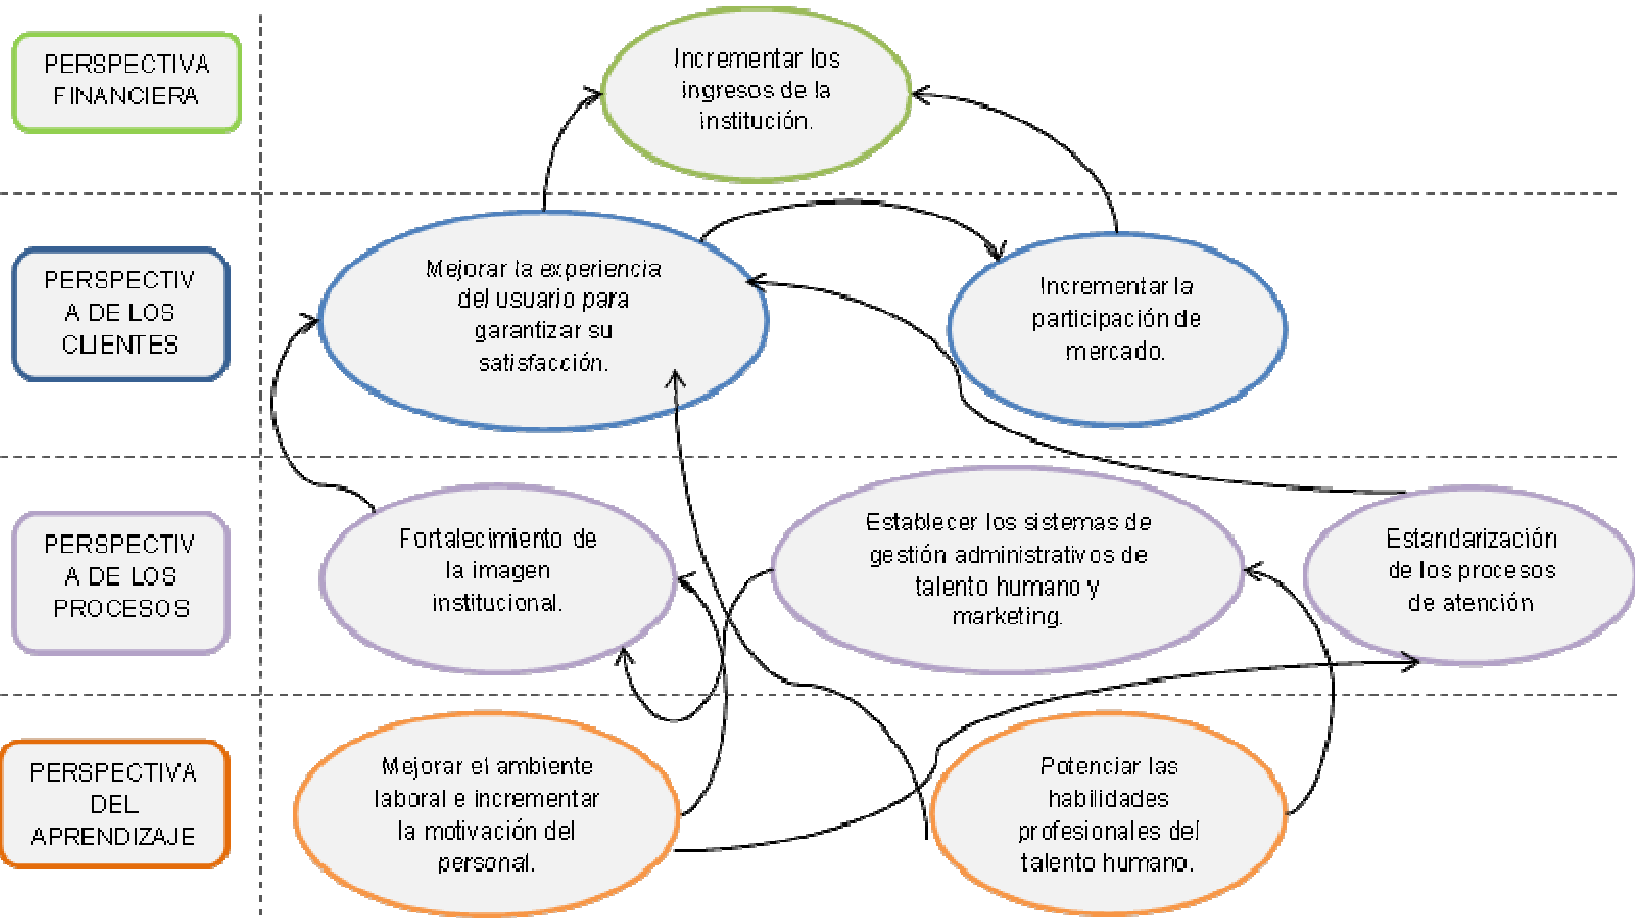 PERSPECTIVA
FINANCIERA
Incrementar los
ingresos de la
institución.
PERSPECTIV
A DE LOS
CLIENTES
Mejorar la experiencia
del usuario para
garantizar su
satisfacción.
Incrementar la
participación de
mercado.
PERSPECTIV
A DE LOS
PROCESOS
Fortalecimiento de
la imagen
institucional.
Establecer los sistemas de
gestión administrativos de
talento humano y
marketing.
Estandarización
de los procesos
de atención
PERSPECTIVA
DEL
APRENDIZAJE
Mejorar el ambiente
laboral e incrementar
la motivación del
personal.
Potenciar las
habilidades
profesionales del
talento humano.